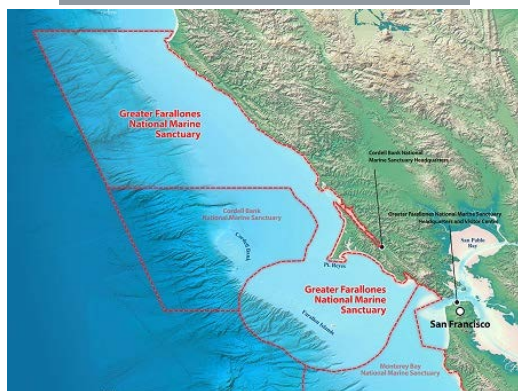 Greater Farallones
National Marine
Sanctuary
Cordell Bank National
Marine Sanctuary Headquarters
Cordell Bank
National Marine Sanctuary
Greater Farallones National Marine Sanctuary
Headquarters and Visitor Center
San Pablo
Bay
Cordell Bank
Pt. Reyes
Greater Farallones
National Marine
Sanctuary
Farallon Islands
San Francisco
Monterey Bay
National Marine Sanctuary